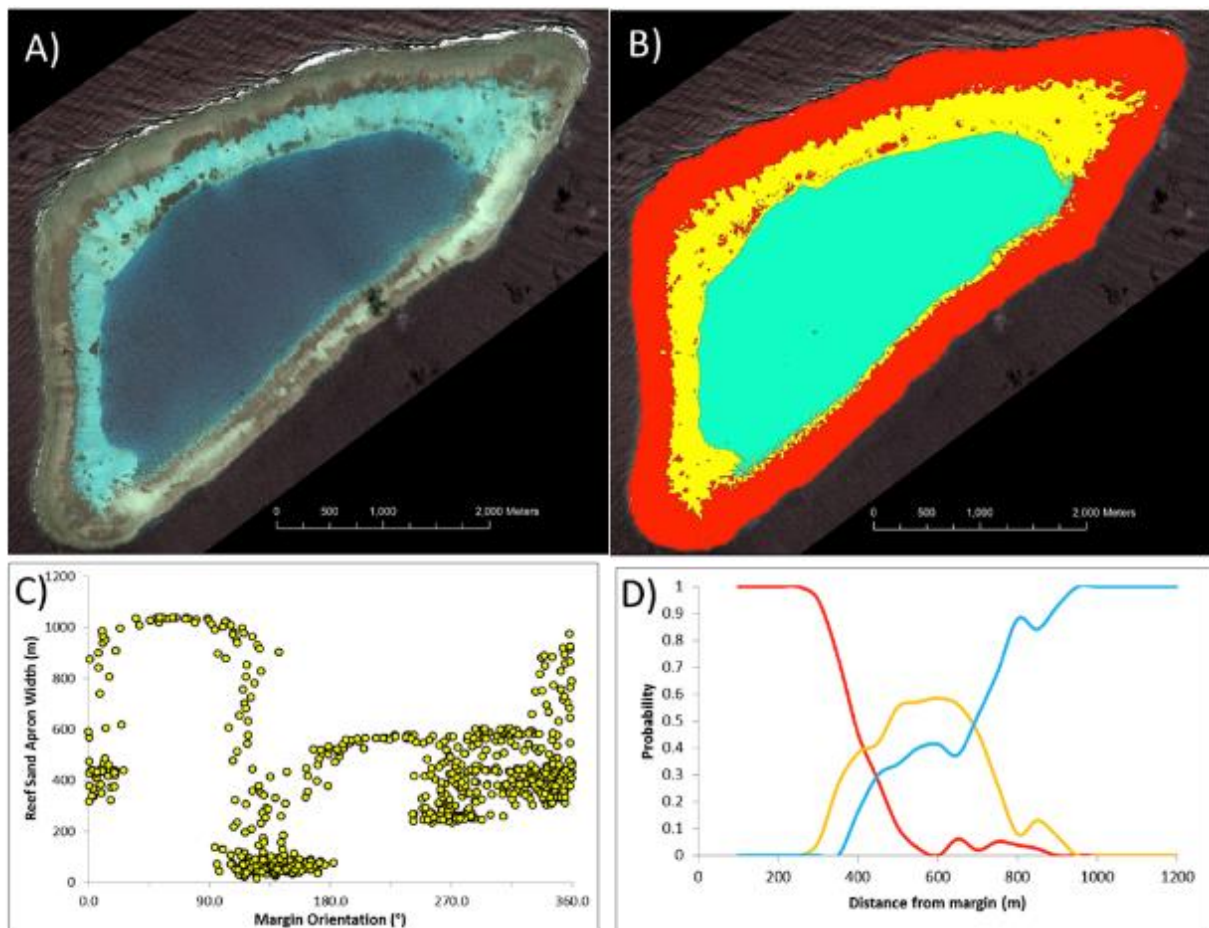 A)
0 500 1,000 2,000 Meters
B)
0 500 1,000 2,000 Meters
C)
1200
1000
800
600
400
200
0
Reef Sand Apron Width (m)
0.0 90.0 180.0 270.0 360.0
Margin Orientation (°)
D)
1
0.9
0.8
0.7
0.6
0.5
0.4
0.3
0.2
0.1
0
Probability
0 200 400 600 800 1000 1200
Distance from margin (m)